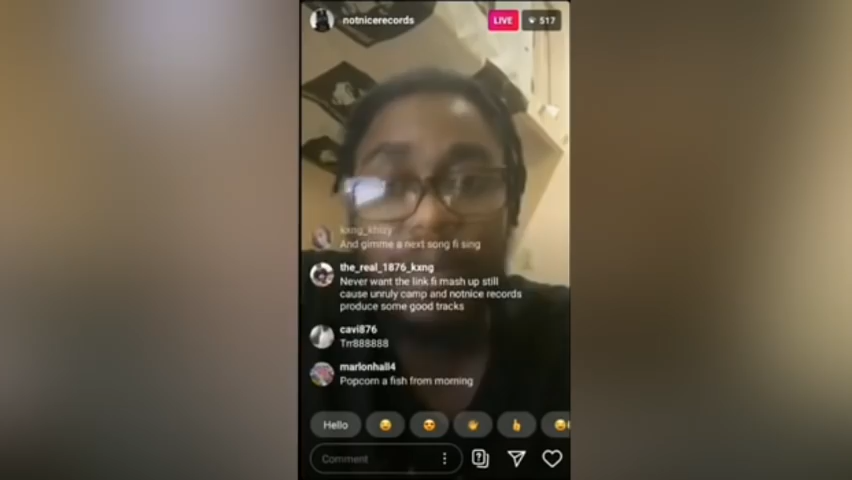 notnicerecords
LIVE
517
kxng_khizy
And gimme a next song fi sing
the_real_1876_kxng
Never want the link fi mash up still
cause unruly camp and notnice records
produce some good tracks
cavi876
Trr888888
marlonhall4
Popcorn a fish from morning
Hello
Comment